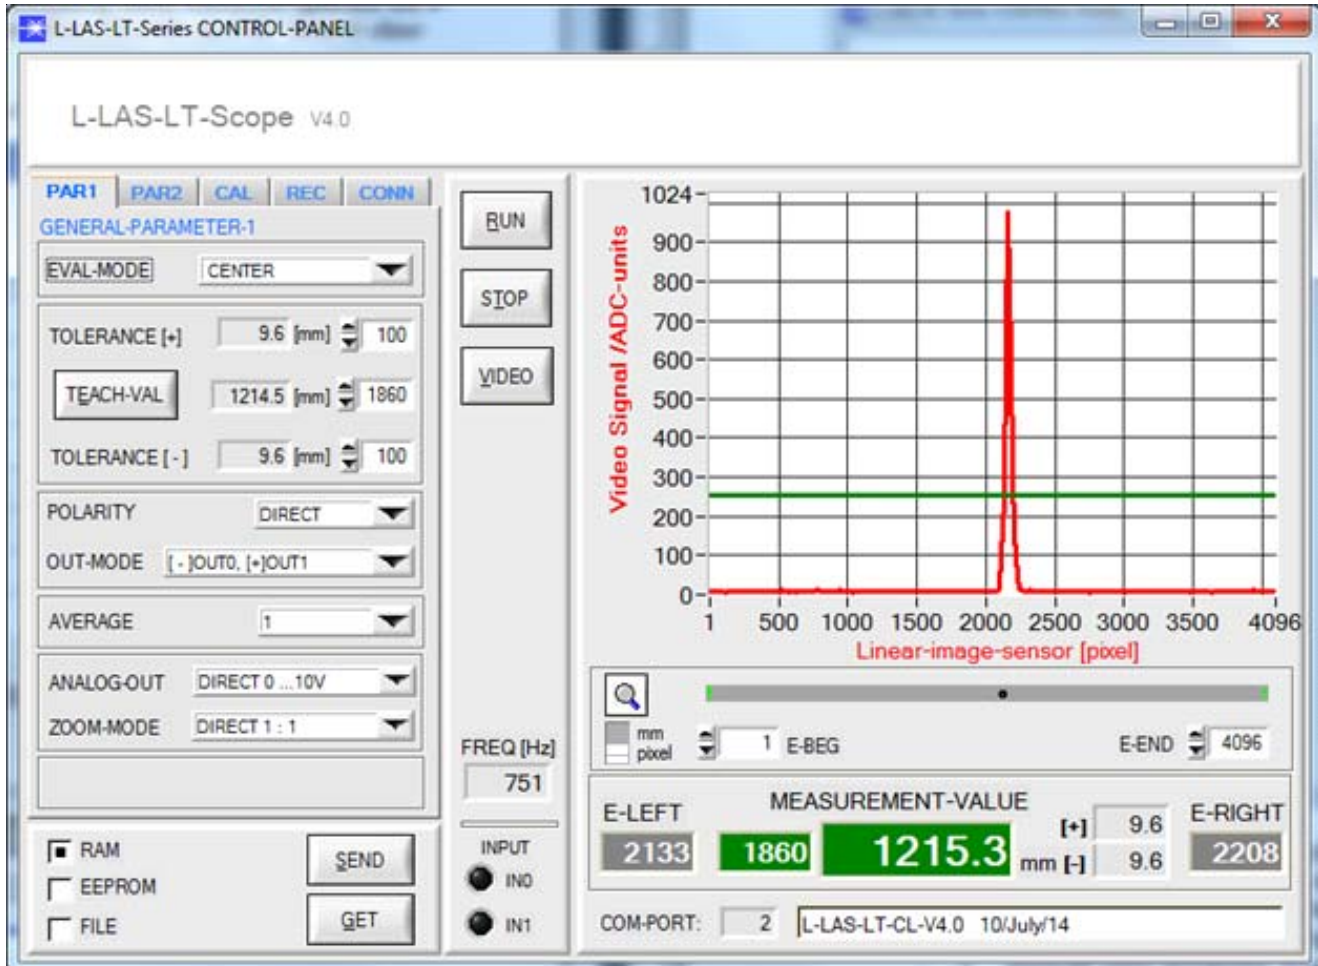 L-LAS-LT-Series CONTROL-PANEL
L-LAS-LT-Scope V4.0
PAR1 PAR2 CAL REC CONN
GENERAL-PARAMETER-1
EVAL-MODE CENTER
TOLERANCE [+] 9.6 [mm] 100
TEACH-VAL 1214.5 [mm] 1860
TOLERANCE [ - ] 9.6 [mm] 100
POLARITY DIRECT
OUT-MODE [ - ]OUT0, [+]OUT1
AVERAGE 1
ANALOG-OUT DIRECT 0 ...10V
ZOOM-MODE DIRECT 1 : 1
RAM
EEPROM
FILE
SEND
GET
RUN
STOP
VIDEO
FREQ [Hz]
751
INPUT
IN0
IN1
Video Signal /ADC-units
1024
900
800
700
600
500
400
300
200
100
0
1 500 1000 1500 2000 2500 3000 3500 4096
Linear-image-sensor [pixel]
mm
pixel
1 E-BEG
E-END 4096
E-LEFT
2133
MEASUREMENT-VALUE
1860 1215.3 mm
[+] 9.6
[-] 9.6
E-RIGHT
2208
COM-PORT: 2 L-LAS-LT-CL-V4.0 10/July/14